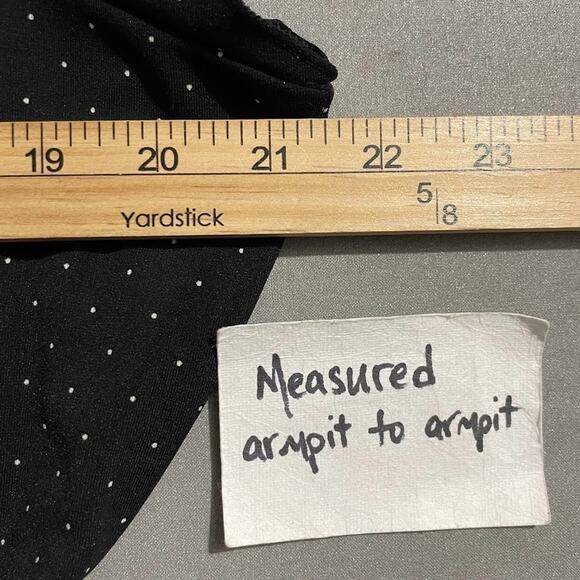 19 20 21 22 23
5/8
Yardstick
Measured
armpit to armpit